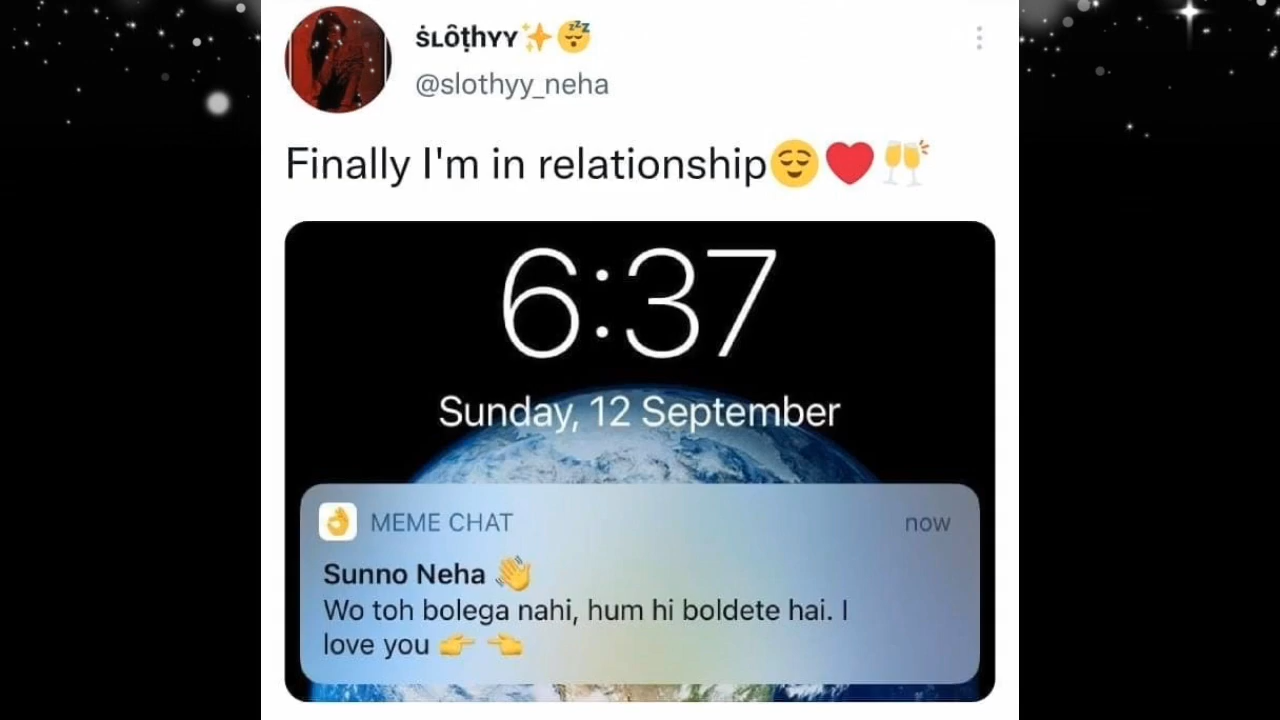 ṡʟȏṭһʏʏ✨😴
@slothyy_neha
Finally I'm in relationship😌❤️🥂
6:37
Sunday, 12 September
MEME CHAT
now
Sunno Neha 👋
Wo toh bolega nahi, hum hi boldete hai. I
love you 👉 👈